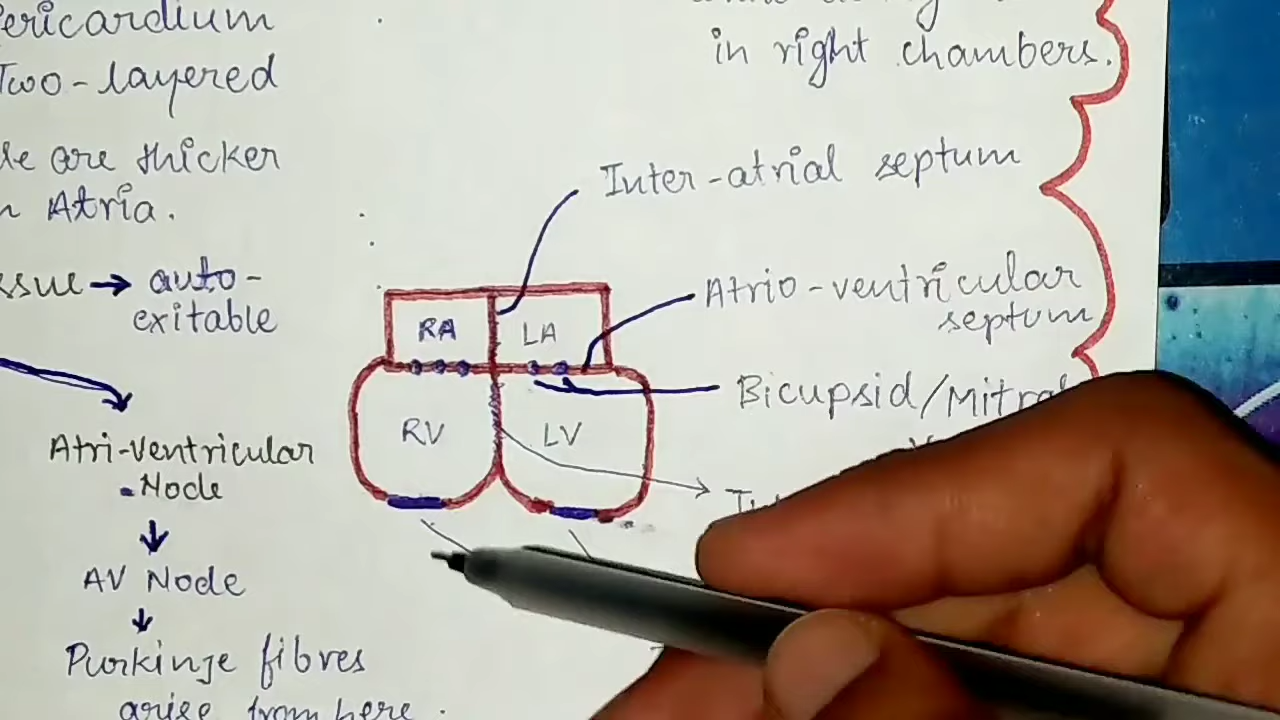 ericardium
Two-layered
le are thicker
n Atria.
ssue → auto-
exitable
Atri-ventricular
Node
AV Node
Purkinje fibres
arise from here.
in right chambers.
Inter-atrial septum
Atrio-ventricular
septum
Bicupsid/Mitral
RA
LA
RV
LV